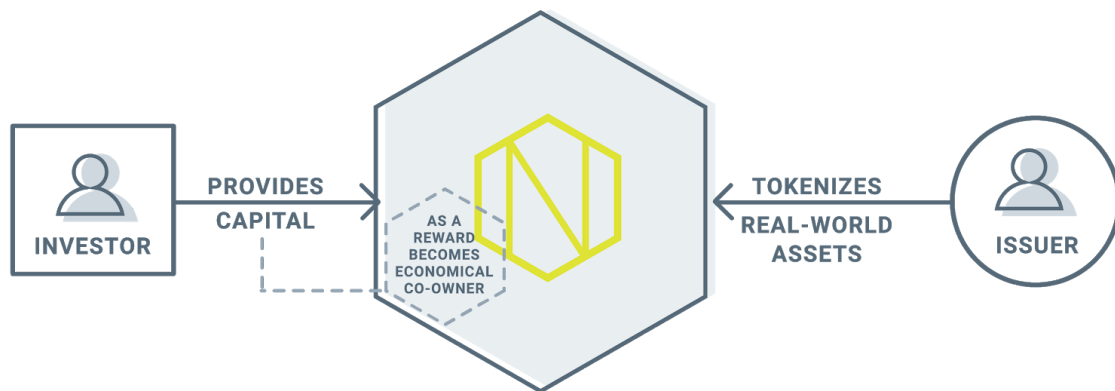 PROVIDES
CAPITAL
INVESTOR
AS A
REWARD
BECOMES
ECONOMICAL
CO-OWNER
TOKENIZES
REAL-WORLD
ASSETS
ISSUER